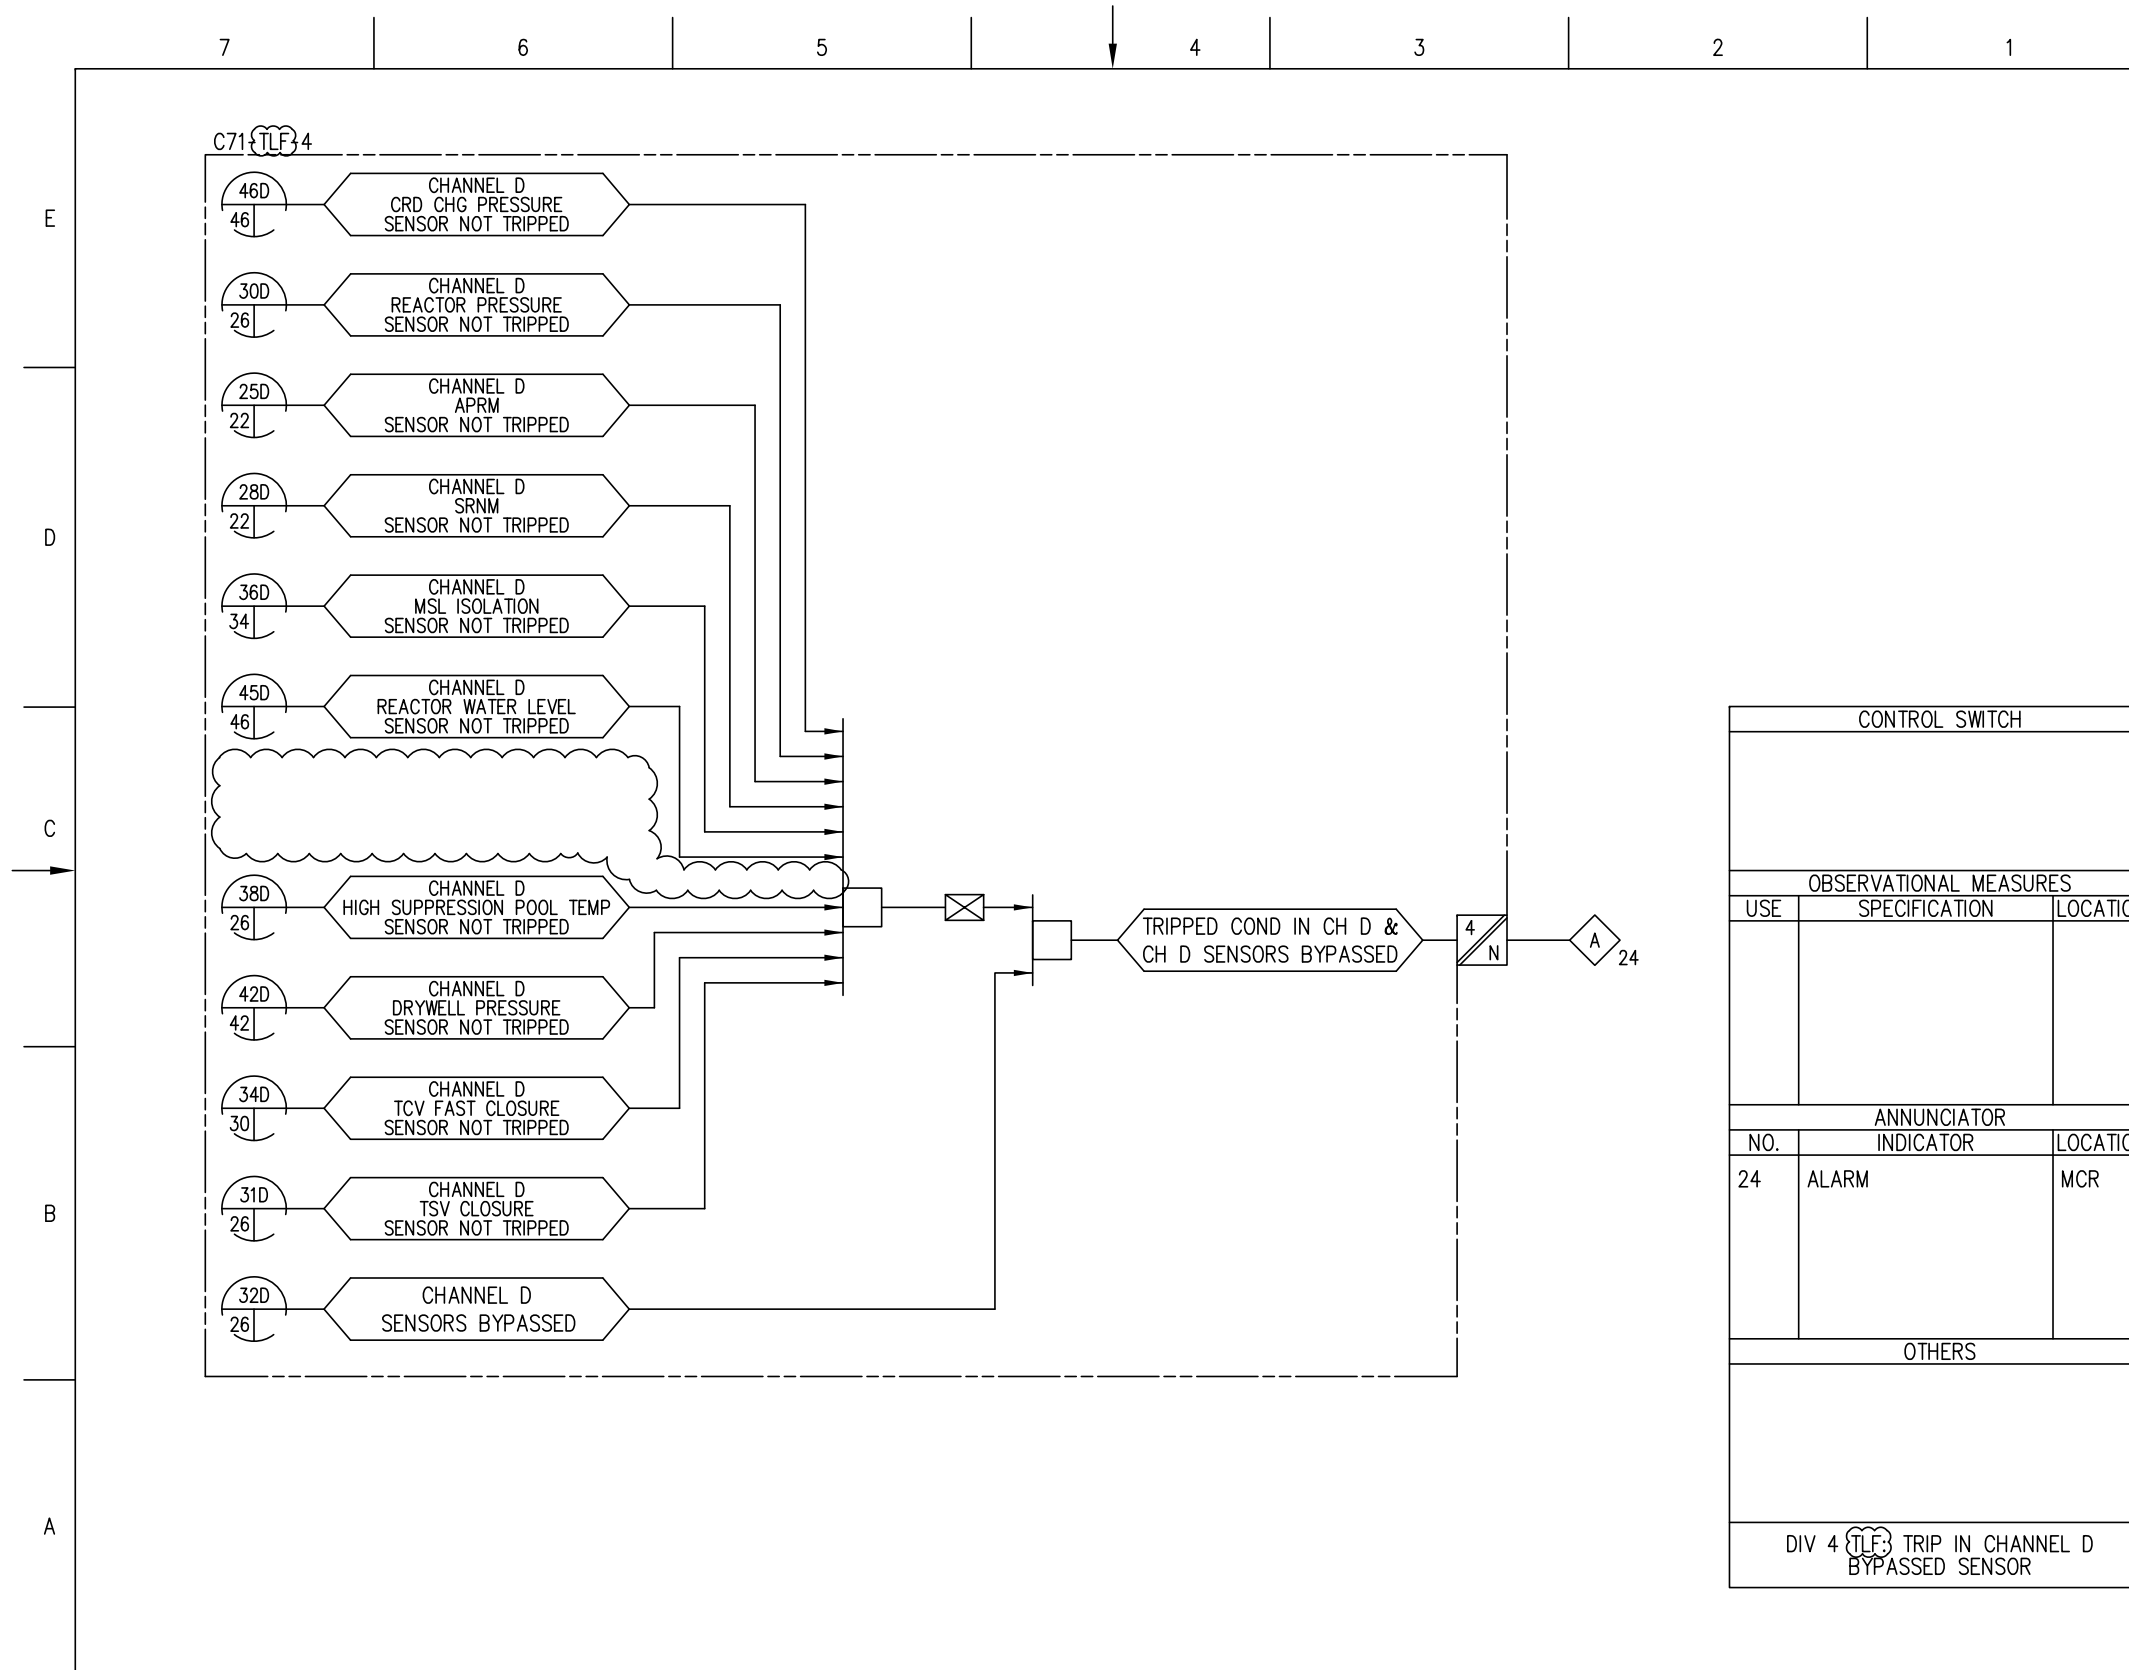 7 6 5 4 3 2 1
C71-TLF-4
46D
46
CHANNEL D
CRD CHG PRESSURE
SENSOR NOT TRIPPED
E
30D
26
CHANNEL D
REACTOR PRESSURE
SENSOR NOT TRIPPED
25D
22
CHANNEL D
APRM
SENSOR NOT TRIPPED
28D
22
CHANNEL D
SRNM
SENSOR NOT TRIPPED
D
36D
34
CHANNEL D
MSL ISOLATION
SENSOR NOT TRIPPED
45D
46
CHANNEL D
REACTOR WATER LEVEL
SENSOR NOT TRIPPED
C
38D
26
CHANNEL D
HIGH SUPPRESSION POOL TEMP
SENSOR NOT TRIPPED
42D
42
CHANNEL D
DRYWELL PRESSURE
SENSOR NOT TRIPPED
34D
30
CHANNEL D
TCV FAST CLOSURE
SENSOR NOT TRIPPED
31D
26
CHANNEL D
TSV CLOSURE
SENSOR NOT TRIPPED
B
32D
26
CHANNEL D
SENSORS BYPASSED
A
TRIPPED COND IN CH D &
CH D SENSORS BYPASSED
4
N
A
24
CONTROL SWITCH
OBSERVATIONAL MEASURES
USE SPECIFICATION LOCATIO
ANNUNCIATOR
NO. INDICATOR LOCATIO
24 ALARM MCR
OTHERS
DIV 4 TLF: TRIP IN CHANNEL D
BYPASSED SENSOR